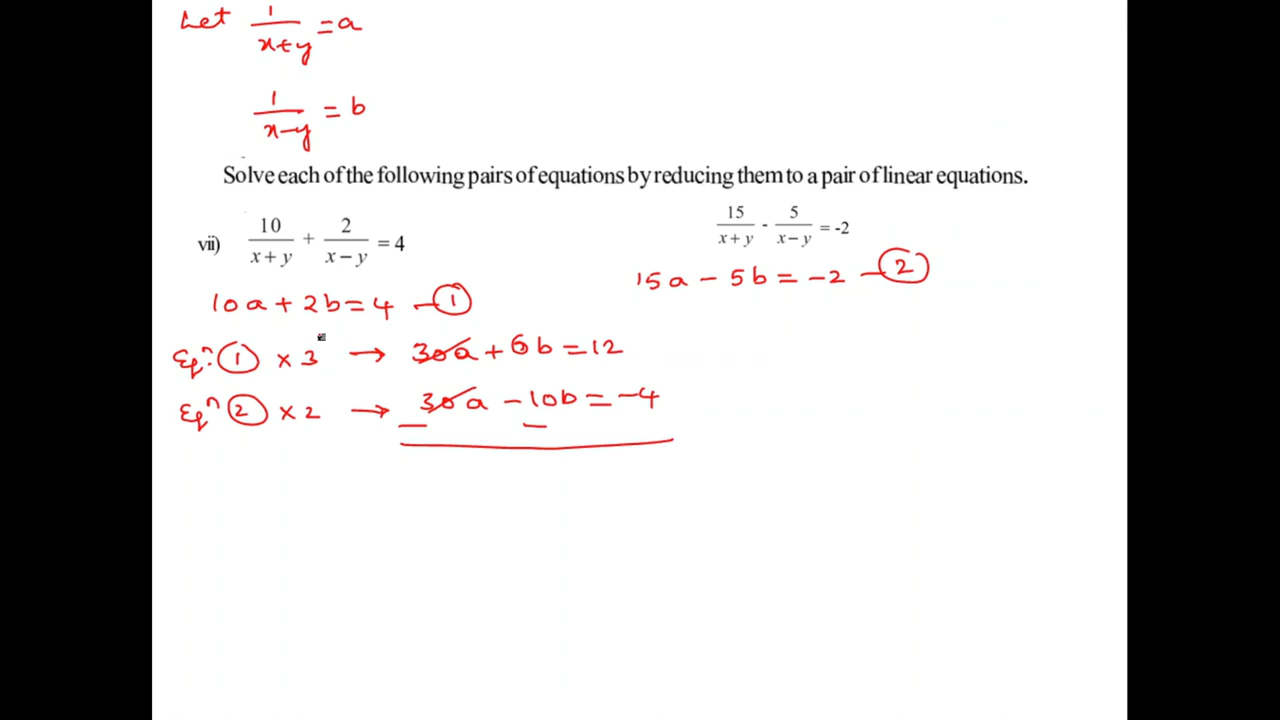 Let 1/(x+y) = a
1/(x-y) = b
Solve each of the following pairs of equations by reducing them to a pair of linear equations.
vii) 10/(x + y) + 2/(x - y) = 4
15/(x + y) - 5/(x - y) = -2
10a + 2b = 4 - ①
15a - 5b = -2 - ②
Eqn: ① × 3 → 30a + 6b = 12
Eqn ② × 2 → 30a - 10b = -4
- -